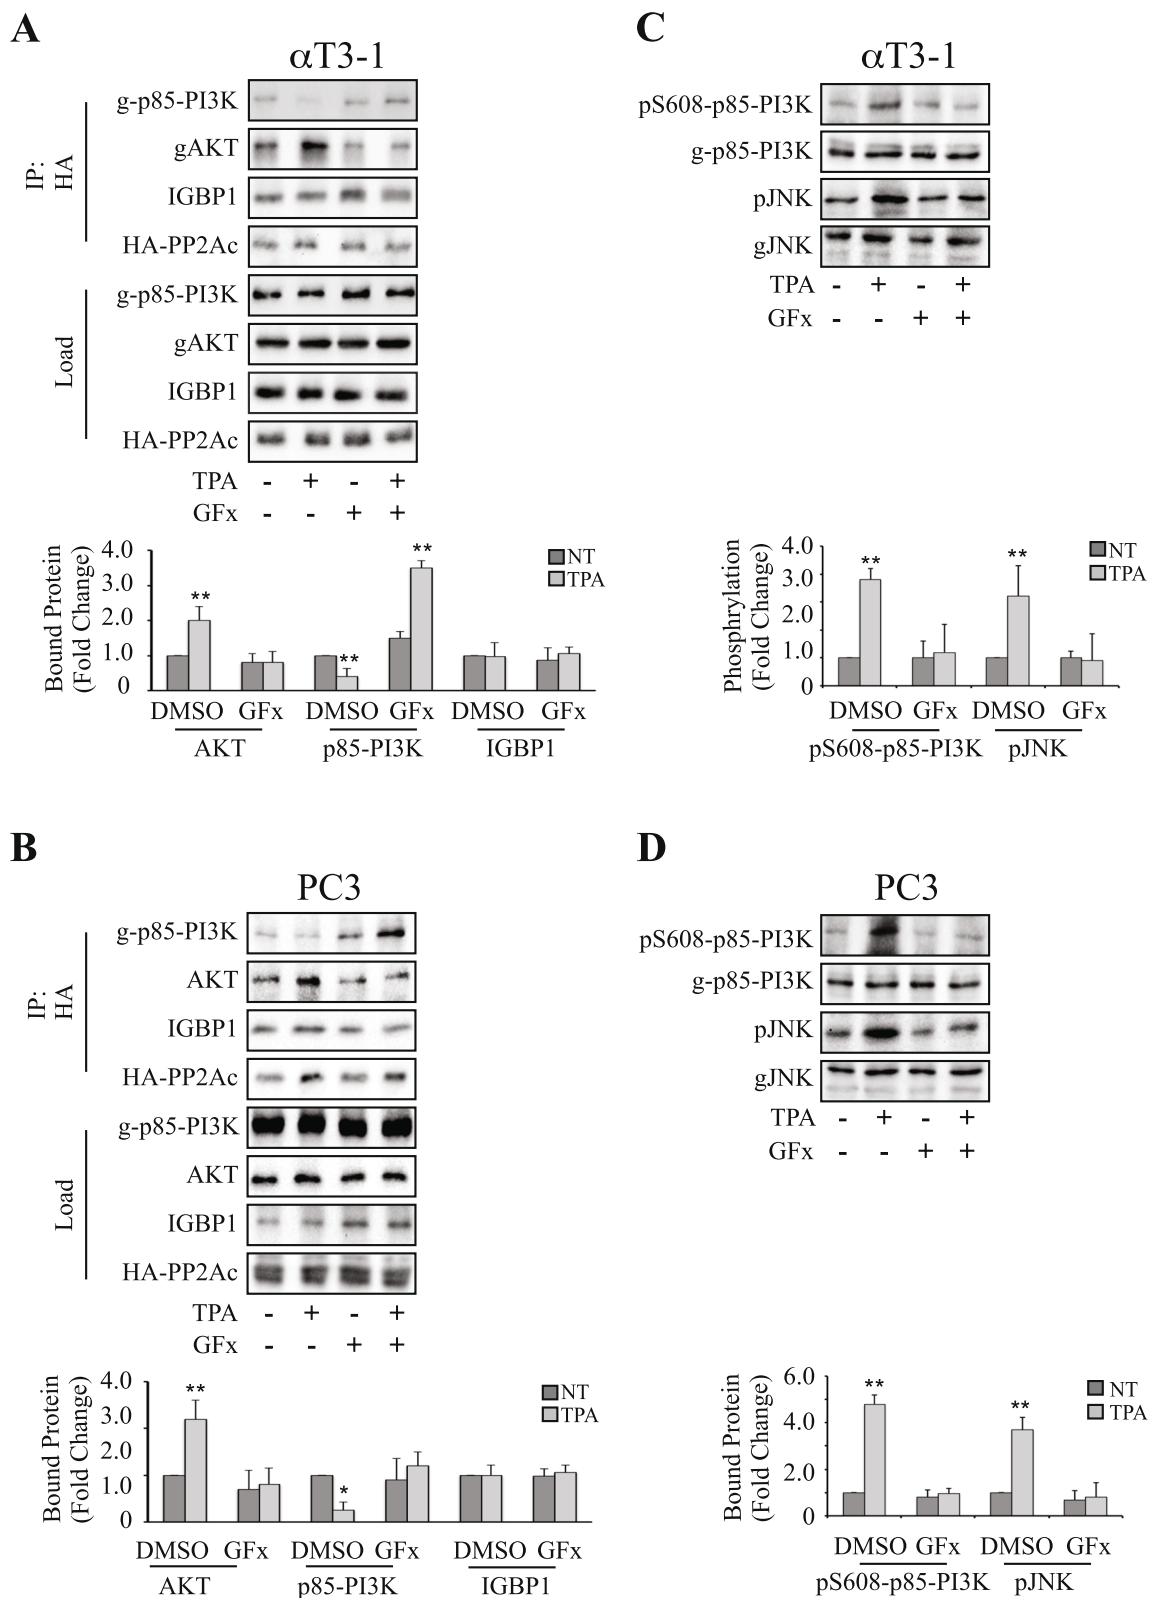 A
αT3-1
IP:
HA
g-p85-PI3K
gAKT
IGBP1
HA-PP2Ac
Load
g-p85-PI3K
gAKT
IGBP1
HA-PP2Ac
TPA - + - +
GFx - - + +
Bound Protein
(Fold Change)
4.0
3.0
2.0
1.0
0
** ** **
NT
TPA
DMSO GFx DMSO GFx DMSO GFx
AKT p85-PI3K IGBP1
C
αT3-1
pS608-p85-PI3K
g-p85-PI3K
pJNK
gJNK
TPA - + - +
GFx - - + +
Phosphrylation
(Fold Change)
4.0
3.0
2.0
1.0
0
** **
NT
TPA
DMSO GFx DMSO GFx
pS608-p85-PI3K pJNK
B
PC3
IP:
HA
g-p85-PI3K
AKT
IGBP1
HA-PP2Ac
Load
g-p85-PI3K
AKT
IGBP1
HA-PP2Ac
TPA - + - +
GFx - - + +
Bound Protein
(Fold Change)
4.0
3.0
2.0
1.0
0
** *
NT
TPA
DMSO GFx DMSO GFx DMSO GFx
AKT p85-PI3K IGBP1
D
PC3
pS608-p85-PI3K
g-p85-PI3K
pJNK
gJNK
TPA - + - +
GFx - - + +
Bound Protein
(Fold Change)
6.0
4.0
2.0
0
** **
NT
TPA
DMSO GFx DMSO GFx
pS608-p85-PI3K pJNK